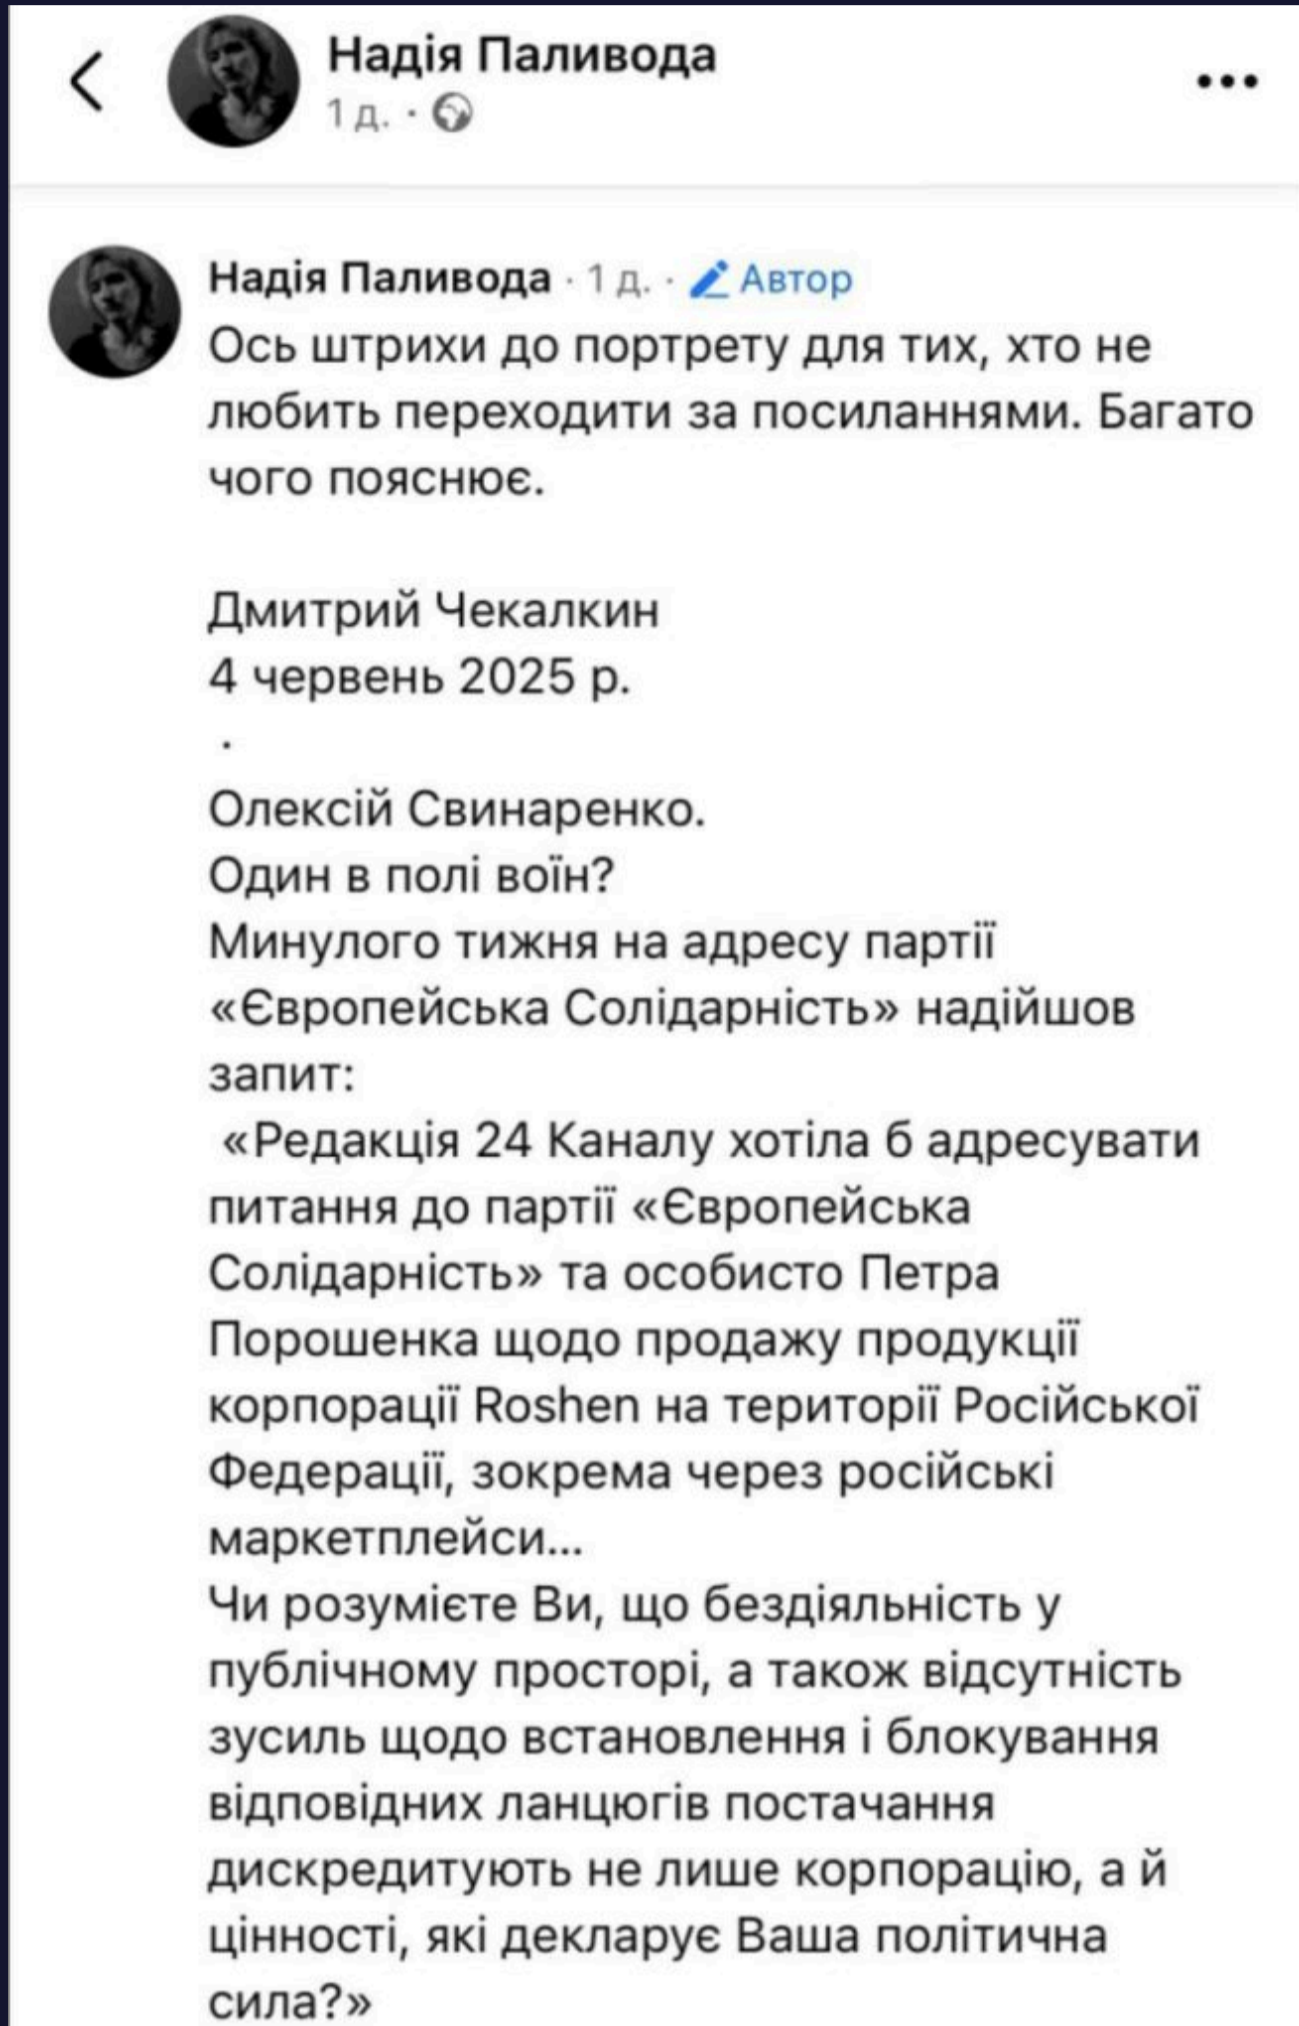 Надія Паливода
1 д. ·
Надія Паливода · 1 д. · Автор
Ось штрихи до портрету для тих, хто не
любить переходити за посиланнями. Багато
чого пояснює.
Дмитрий Чекалкин
4 червень 2025 р.
.
Олексій Свинаренко.
Один в полі воїн?
Минулого тижня на адресу партії
«Європейська Солідарність» надійшов
запит:
«Редакція 24 Каналу хотіла б адресувати
питання до партії «Європейська
Солідарність» та особисто Петра
Порошенка щодо продажу продукції
корпорації Roshen на території Російської
Федерації, зокрема через російські
маркетплейси...
Чи розумієте Ви, що бездіяльність у
публічному просторі, а також відсутність
зусиль щодо встановлення і блокування
відповідних ланцюгів постачання
дискредитують не лише корпорацію, а й
цінності, які декларує Ваша політична
сила?»